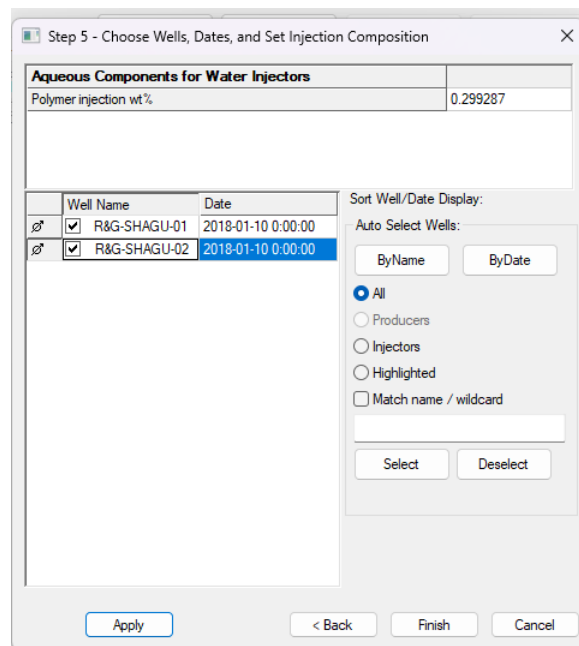 Step 5 - Choose Wells, Dates, and Set Injection Composition
Aqueous Components for Water Injectors
Polymer injection wt% 0.299287
Well Name Date
R&G-SHAGU-01 2018-01-10 0:00:00
R&G-SHAGU-02 2018-01-10 0:00:00
Sort Well/Date Display:
Auto Select Wells:
ByName ByDate
All
Producers
Injectors
Highlighted
Match name / wildcard
Select Deselect
Apply < Back Finish Cancel